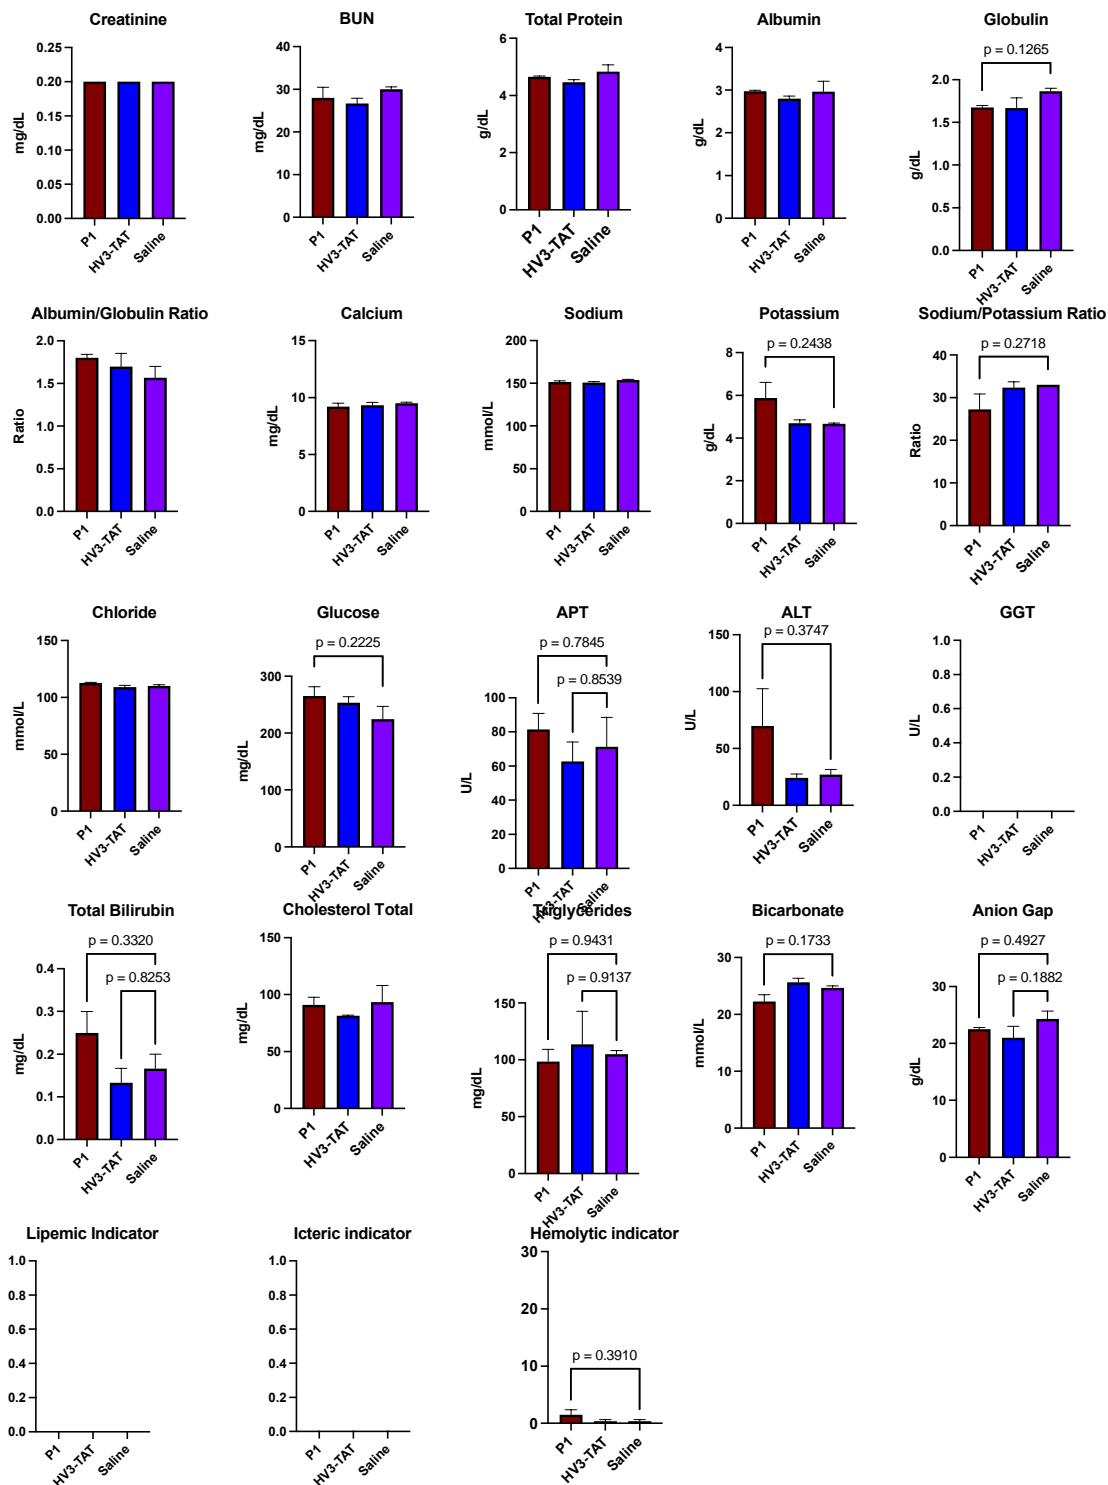 Creatinine
mg/dL
0.25
0.20
0.15
0.10
0.05
0.00
P1
HV3-TAT
Saline
BUN
mg/dL
40
30
20
10
0
P1
HV3-TAT
Saline
Total Protein
g/dL
6
4
2
0
P1
HV3-TAT
Saline
Albumin
g/dL
4
3
2
1
0
P1
HV3-TAT
Saline
Globulin
p = 0.1265
g/dL
2.0
1.5
1.0
0.5
0.0
P1
HV3-TAT
Saline
Albumin/Globulin Ratio
Ratio
2.0
1.5
1.0
0.5
0.0
P1
HV3-TAT
Saline
Calcium
mg/dL
15
10
5
0
P1
HV3-TAT
Saline
Sodium
mmol/L
200
150
100
50
0
P1
HV3-TAT
Saline
Potassium
p = 0.2438
g/dL
8
6
4
2
0
P1
HV3-TAT
Saline
Sodium/Potassium Ratio
p = 0.2718
Ratio
40
30
20
10
0
P1
HV3-TAT
Saline
Chloride
mmol/L
150
100
50
0
P1
HV3-TAT
Saline
Glucose
p = 0.2225
mg/dL
300
200
100
0
P1
HV3-TAT
Saline
APT
p = 0.7845
p = 0.8539
U/L
100
80
60
40
20
0
P1
HV3-TAT
Saline
ALT
p = 0.3747
U/L
150
100
50
0
P1
HV3-TAT
Saline
GGT
U/L
1.0
0.8
0.6
0.4
0.2
0.0
P1
HV3-TAT
Saline
Total Bilirubin
p = 0.3320
p = 0.8253
mg/dL
0.4
0.3
0.2
0.1
0.0
P1
HV3-TAT
Saline
Cholesterol Total
mg/dL
150
100
50
0
P1
HV3-TAT
Saline
Triglycerides
p = 0.9431
p = 0.9137
mg/dL
150
100
50
0
P1
HV3-TAT
Saline
Bicarbonate
p = 0.1733
mmol/L
30
20
10
0
P1
HV3-TAT
Saline
Anion Gap
p = 0.4927
p = 0.1882
g/dL
30
20
10
0
P1
HV3-TAT
Saline
Lipemic Indicator
1.0
0.8
0.6
0.4
0.2
0.0
P1
HV3-TAT
Saline
Icteric indicator
1.0
0.8
0.6
0.4
0.2
0.0
P1
HV3-TAT
Saline
Hemolytic indicator
30
20
10
0
p = 0.3910
P1
HV3-TAT
Saline